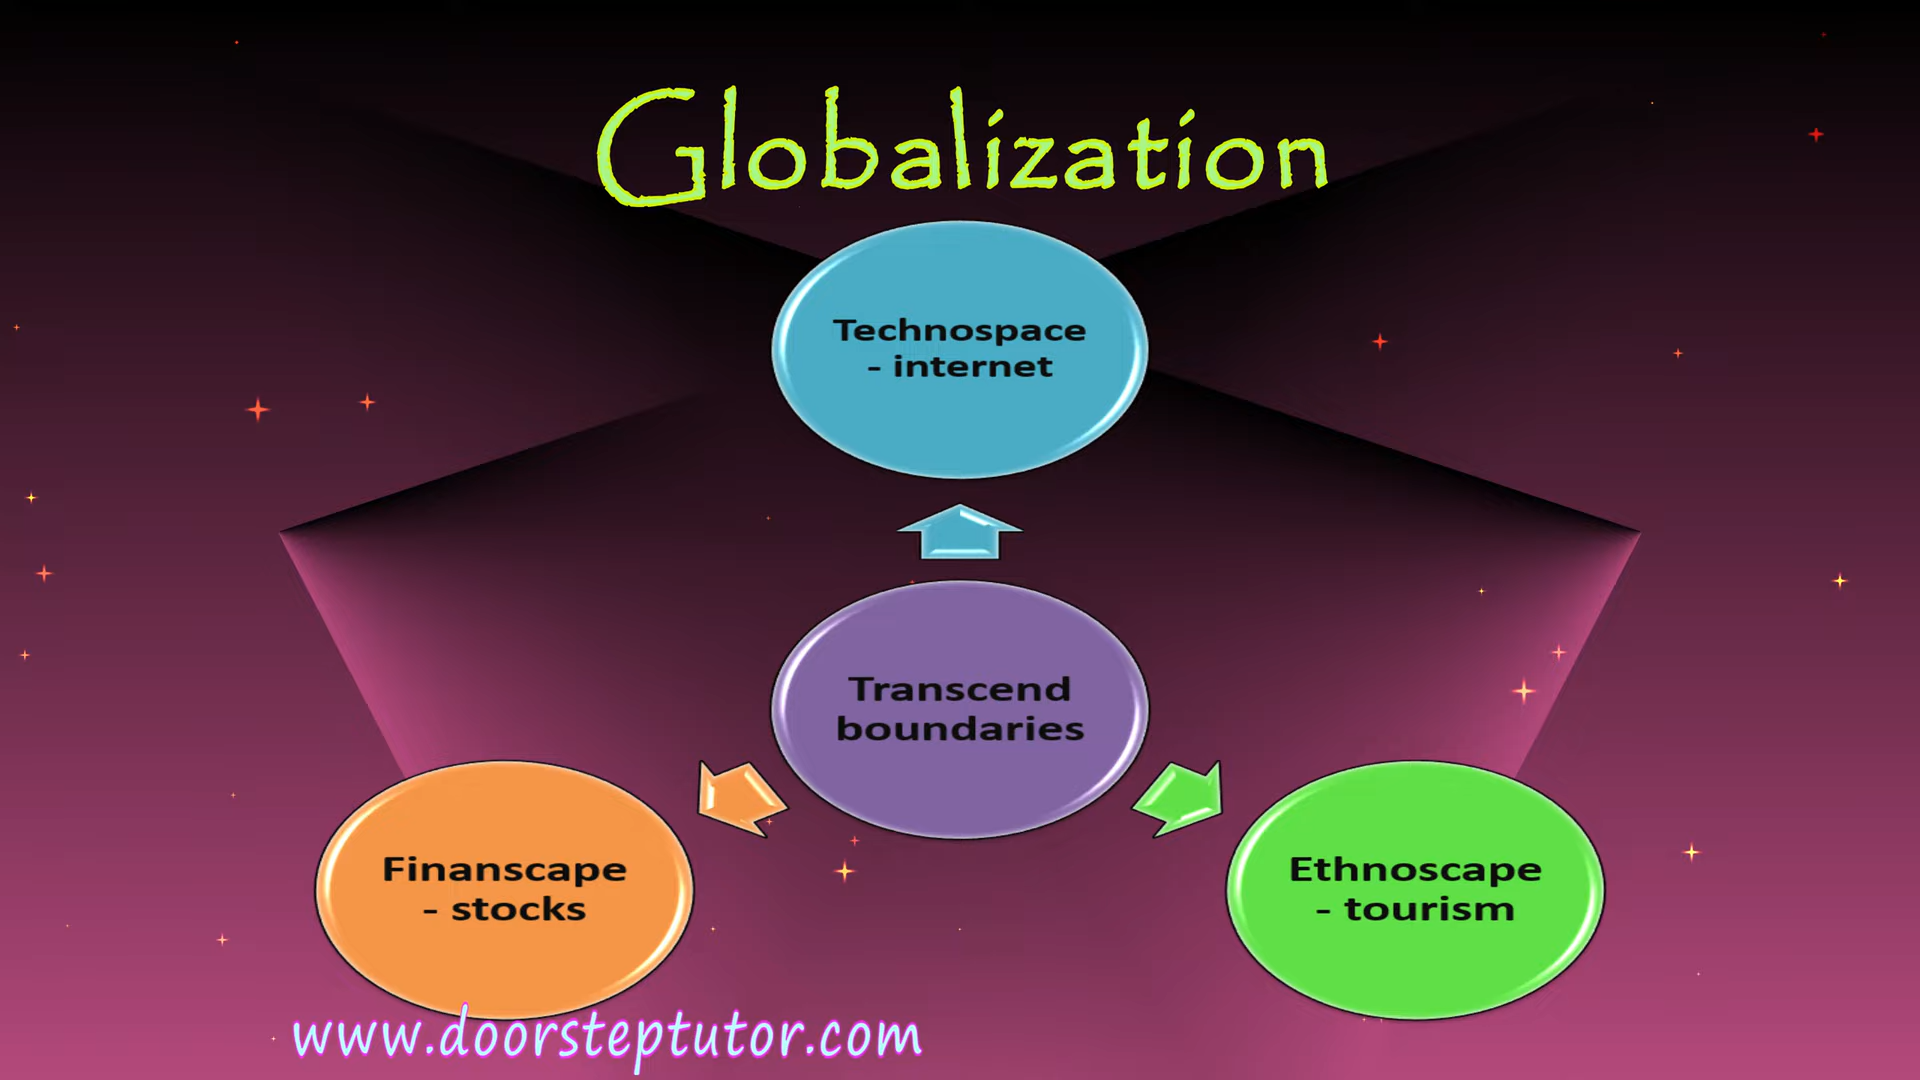 Globalization
Technospace
- internet
Transcend
boundaries
Finanscape
- stocks
Ethnoscape
- tourism
www.doorsteptutor.com